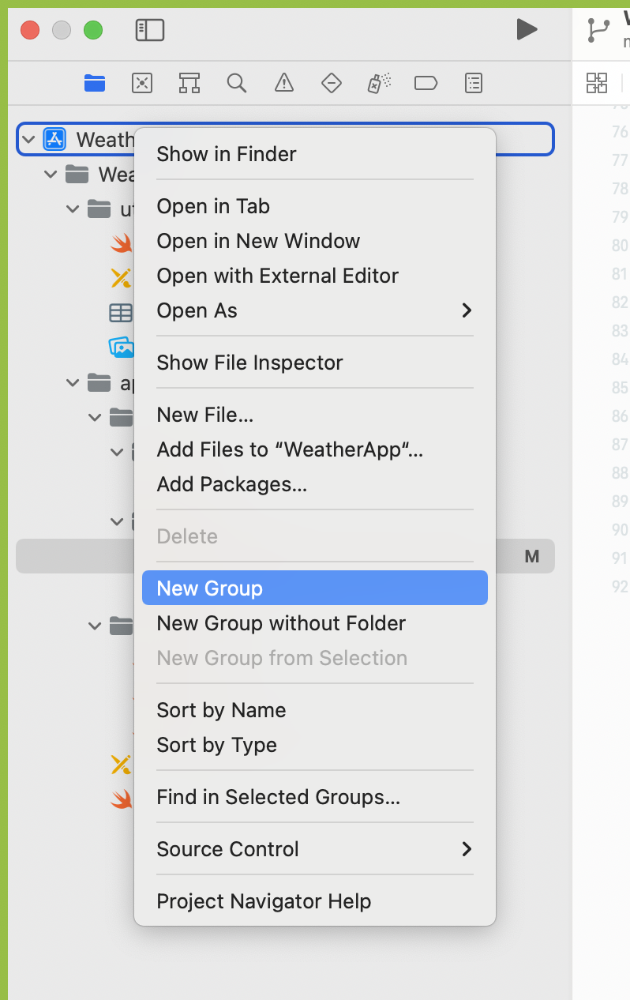 Weath
Show in Finder
Wea
Open in Tab
Open in New Window
Open with External Editor
Open As
Show File Inspector
New File...
Add Files to “WeatherApp“...
Add Packages...
Delete
M
New Group
New Group without Folder
New Group from Selection
Sort by Name
Sort by Type
Find in Selected Groups...
Source Control
Project Navigator Help
76
77
78
79
80
81
82
83
84
85
86
87
88
89
90
91
92